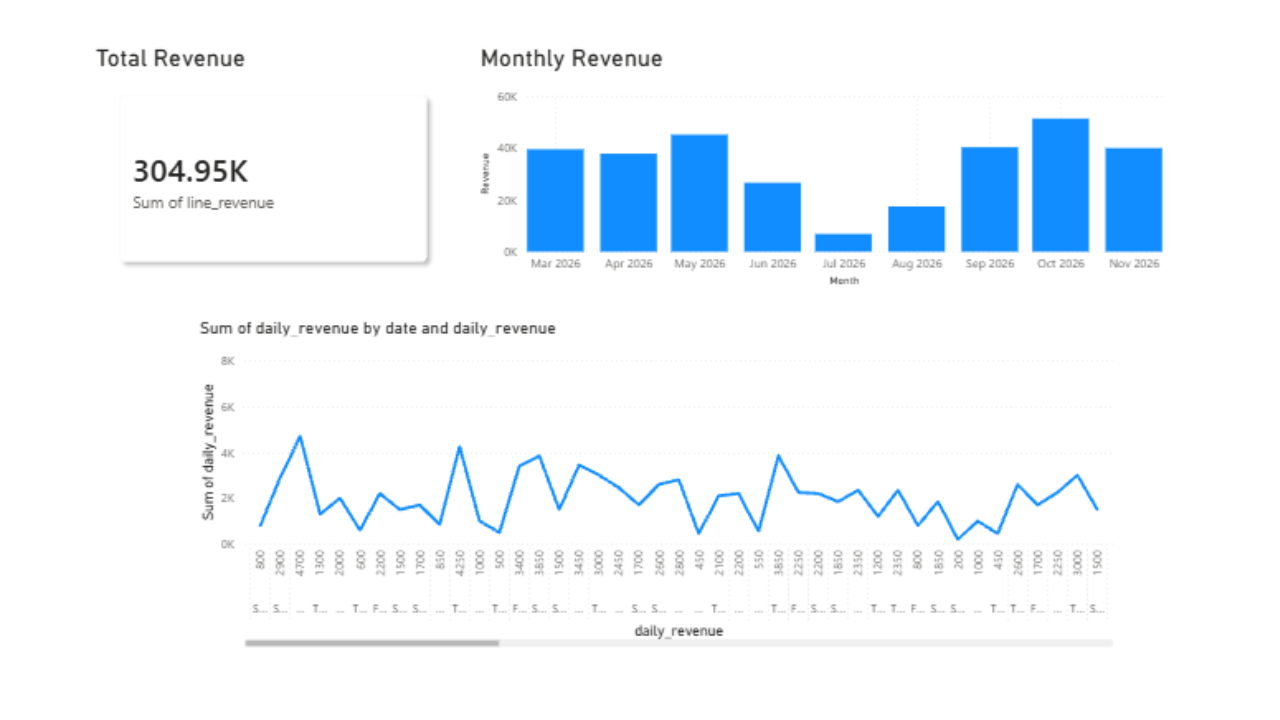 Total Revenue
304.95K
Sum of line_revenue
Monthly Revenue
Revenue
60K
40K
20K
0K
Mar 2026 Apr 2026 May 2026 Jun 2026 Jul 2026 Aug 2026 Sep 2026 Oct 2026 Nov 2026
Month
Sum of daily_revenue by date and daily_revenue
Sum of daily_revenue
8K
6K
4K
2K
0K
800 2900 4700 1300 2000 600 2200 1500 1700 850 4250 1000 500 3400 3850 1500 3450 3000 2450 1700 2600 2800 450 2100 2200 550 3850 2250 2200 1850 2350 1200 2350 800 1850 200 1000 450 2600 1700 2250 3000 1500
S... S... ... T... ... T... F... S... S... ... T... ... T... F... S... S... ... T... ... S... S... ... ... T... ... ... T... F... S... S... ... T... T... F... S... S... ... T... T... F... ... T... S...
daily_revenue